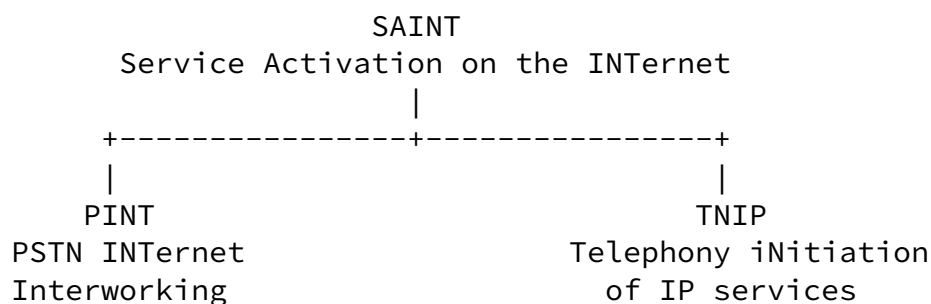 SAINT
Service Activation on the INTernet
|
+----------------+----------------+
| |
PINT TNIP
PSTN INTernet Telephony iNitiation
Interworking of IP services